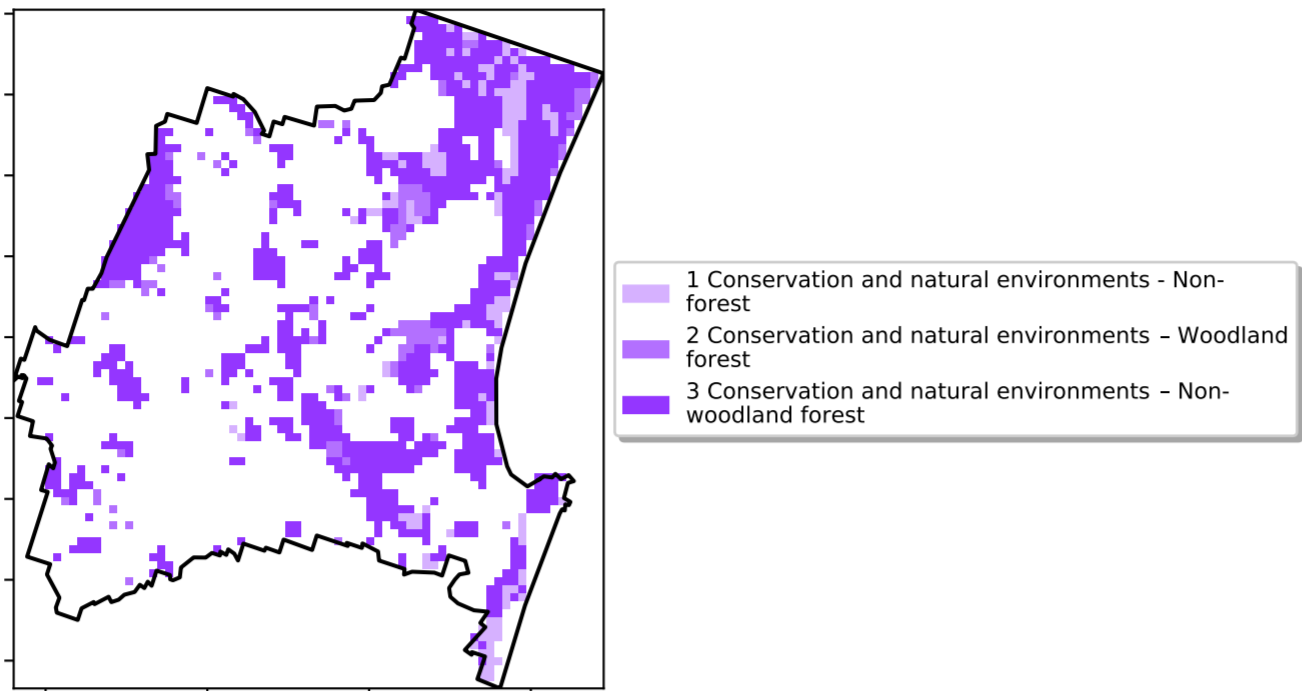 1 Conservation and natural environments - Non-
forest
2 Conservation and natural environments – Woodland
forest
3 Conservation and natural environments – Non-
woodland forest